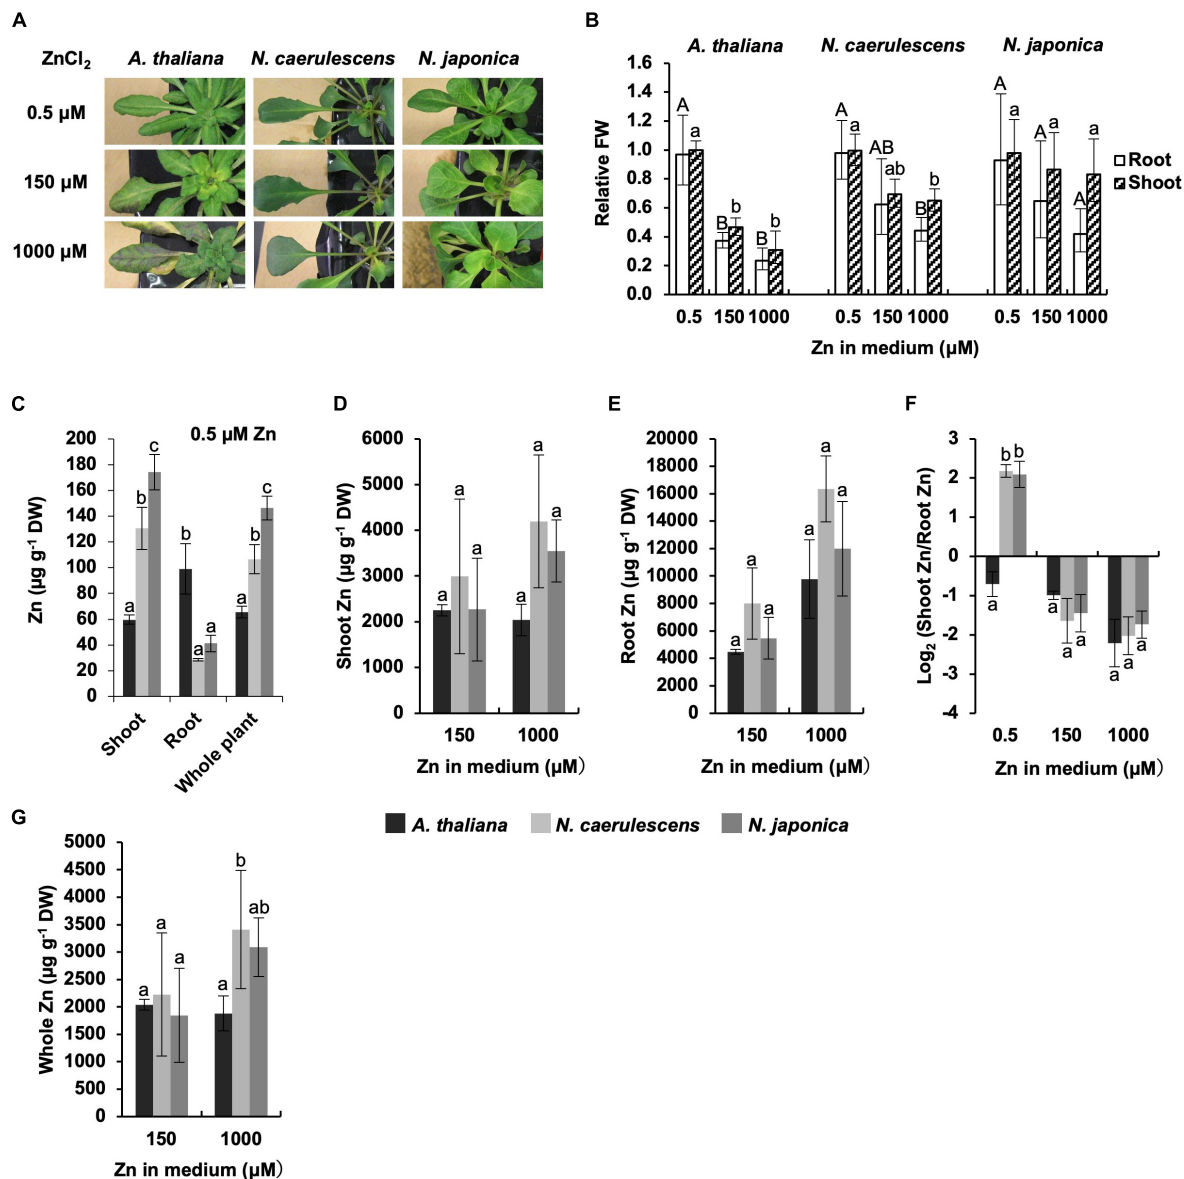 A
ZnCl2 A. thaliana N. caerulescens N. japonica
0.5 µM
150 µM
1000 µM
B
A. thaliana N. caerulescens N. japonica
Relative FW
1.6
1.4
1.2
1.0
0.8
0.6
0.4
0.2
0.0
A a B b B b
A a AB ab B b
A a A a A a
Root
Shoot
0.5 150 1000 0.5 150 1000 0.5 150 1000
Zn in medium (µM)
C
0.5 µM Zn
Zn (µg g-1 DW)
200
180
160
140
120
100
80
60
40
20
0
a b c b a a a b c
Shoot Root Whole plant
D
Shoot Zn (µg g-1 DW)
6000
5000
4000
3000
2000
1000
0
a a a a a a
150 1000
Zn in medium (µM)
E
Root Zn (µg g-1 DW)
20000
18000
16000
14000
12000
10000
8000
6000
4000
2000
0
a a a a a a
150 1000
Zn in medium (µM)
F
Log2 (Shoot Zn/Root Zn)
3
2
1
0
-1
-2
-3
-4
a b b a a a a a a
0.5 150 1000
Zn in medium (µM)
A. thaliana N. caerulescens N. japonica
G
Whole Zn (µg g-1 DW)
5000
4500
4000
3500
3000
2500
2000
1500
1000
500
0
a a a a b ab
150 1000
Zn in medium (µM)